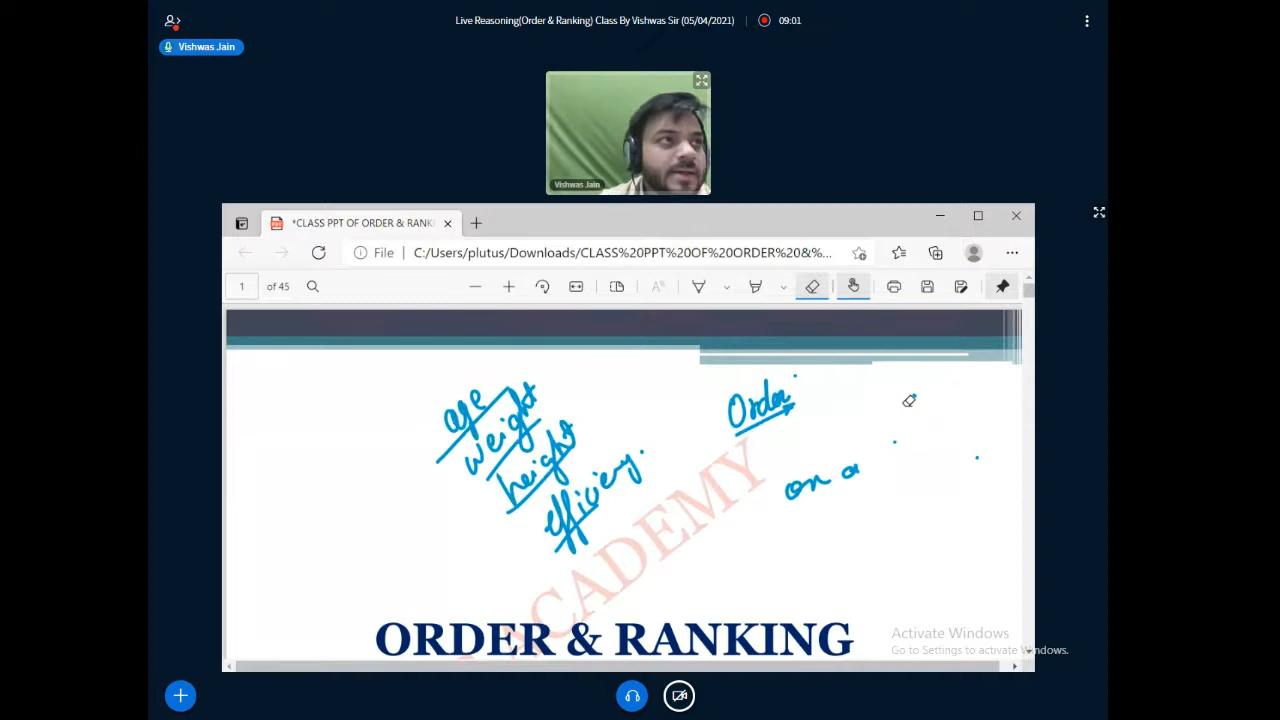 Live Reasoning(Order & Ranking) Class By Vishwas Sir (05/04/2021)
09:01
Vishwas Jain
Vishwas Jain
*CLASS PPT OF ORDER & RANKI
File
C:/Users/plutus/Downloads/CLASS%20PPT%20OF%20ORDER%20&%...
1 of 45
age
weight
height
efficiency.
Order
on a
ACADEMY
ORDER & RANKING
Activate Windows
Go to Settings to activate Windows.